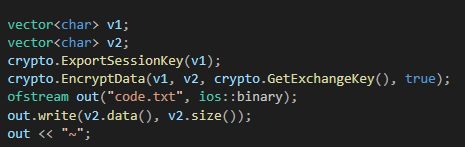 vector<char> v1;
vector<char> v2;
crypto.ExportSessionKey(v1);
crypto.EncryptData(v1, v2, crypto.GetExchangeKey(), true);
ofstream out("code.txt", ios::binary);
out.write(v2.data(), v2.size());
out << "~";